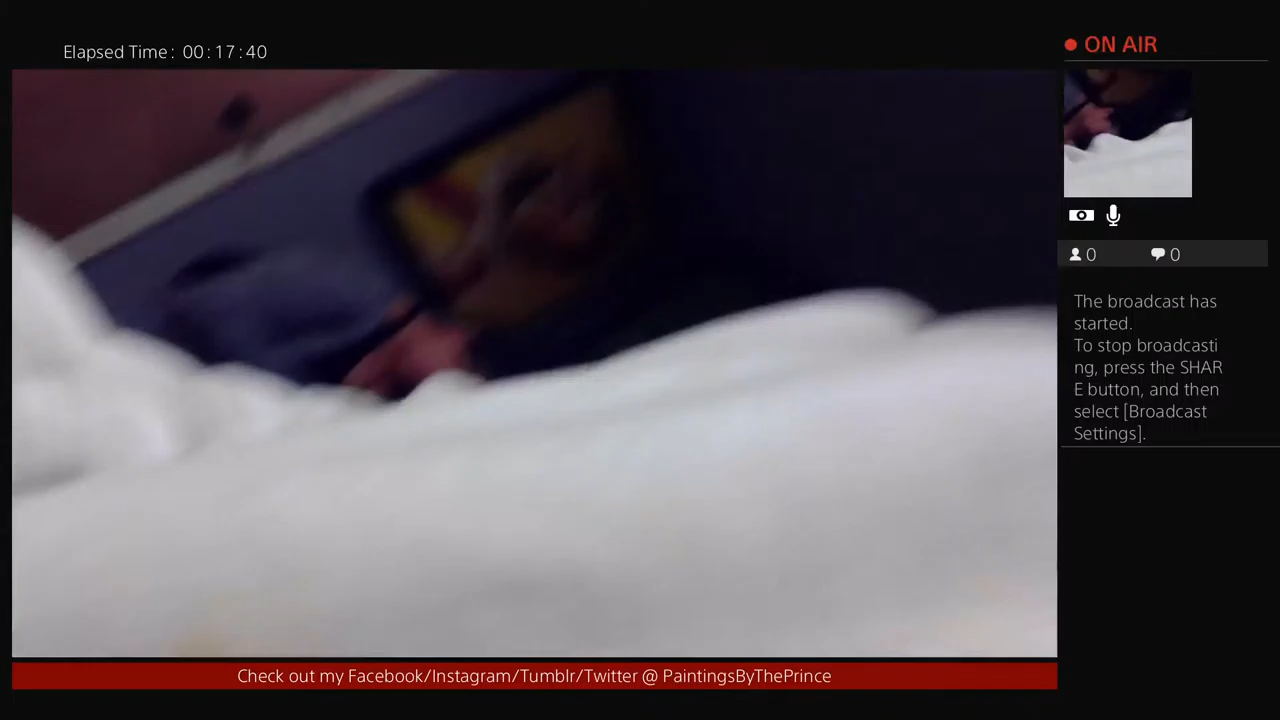 Elapsed Time: 00:17:40
ON AIR
0 0
The broadcast has
started.
To stop broadcasti
ng, press the SHAR
E button, and then
select [Broadcast
Settings].
Check out my Facebook/Instagram/Tumblr/Twitter @ PaintingsByThePrince